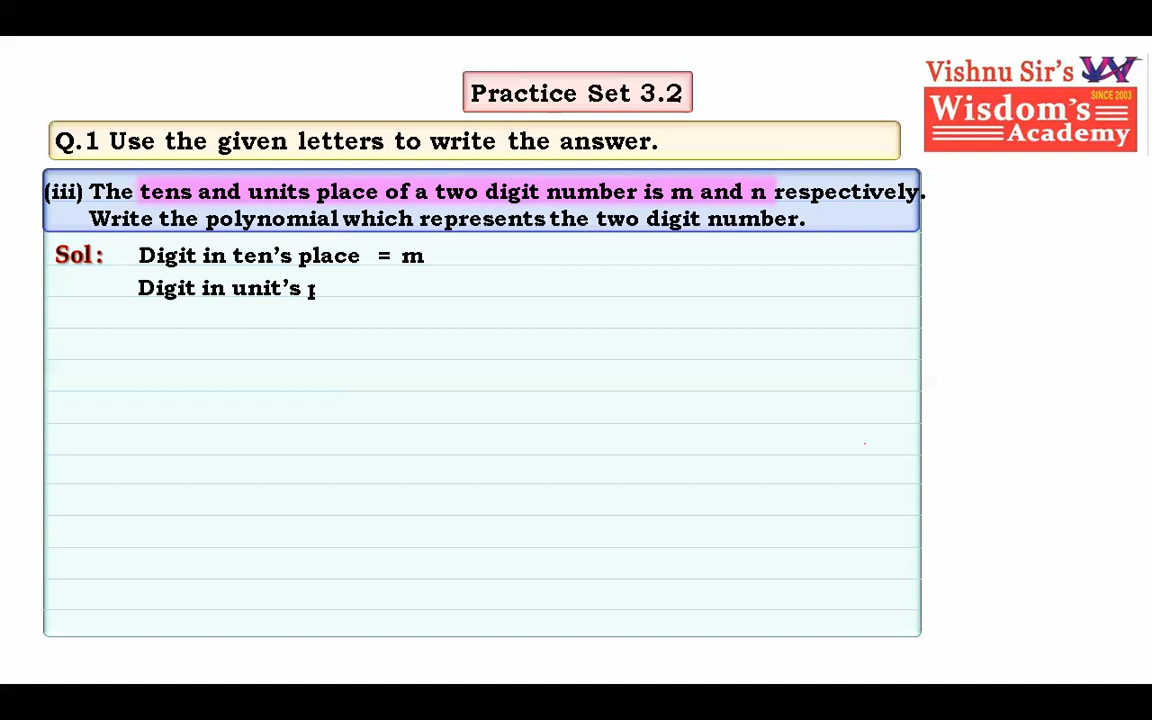 Practice Set 3.2
Vishnu Sir's
SINCE 2003
Wisdom's
Academy
Q.1 Use the given letters to write the answer.
(iii) The tens and units place of a two digit number is m and n respectively.
Write the polynomial which represents the two digit number.
Sol: Digit in ten's place = m
Digit in unit's p